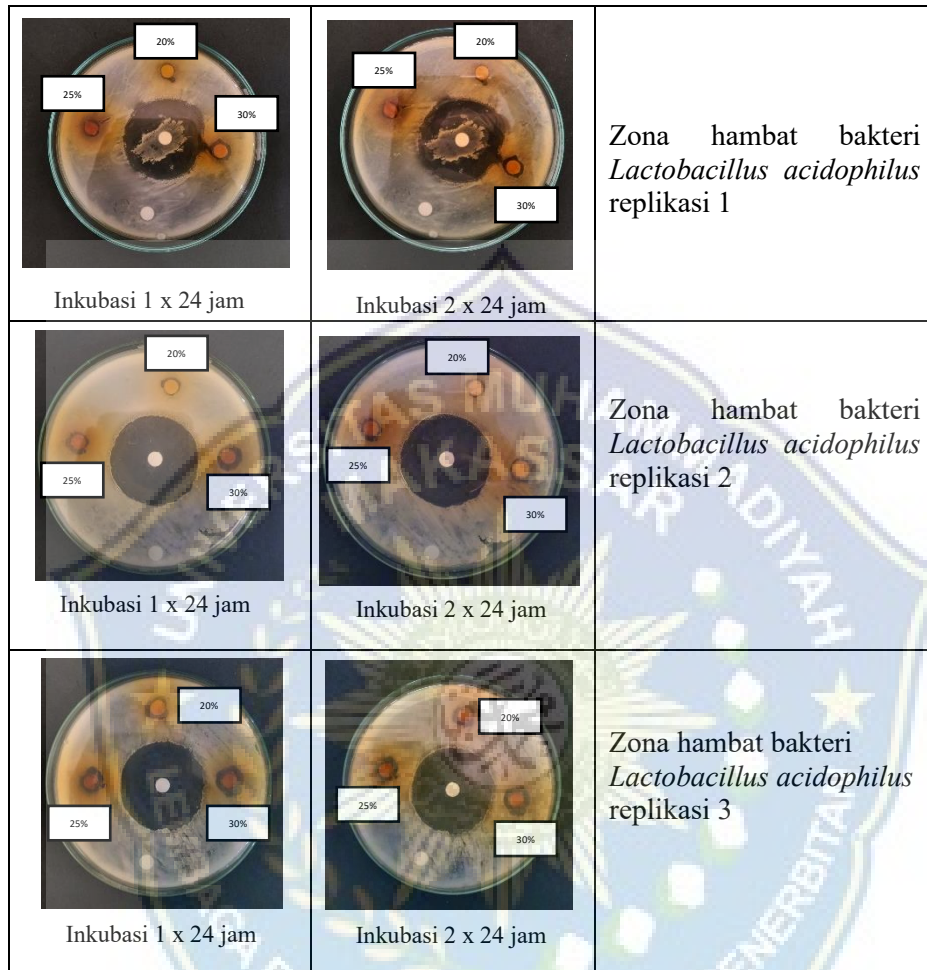 20%
25%
30%
Inkubasi 1 x 24 jam
20%
25%
30%
Inkubasi 2 x 24 jam
Zona hambat bakteri
Lactobacillus acidophilus
replikasi 1
20%
25%
30%
Inkubasi 1 x 24 jam
20%
25%
30%
Inkubasi 2 x 24 jam
Zona hambat bakteri
Lactobacillus acidophilus
replikasi 2
20%
25%
30%
Inkubasi 1 x 24 jam
20%
25%
30%
Inkubasi 2 x 24 jam
Zona hambat bakteri
Lactobacillus acidophilus
replikasi 3
MUHAMMADIYAH
MAKASSAR